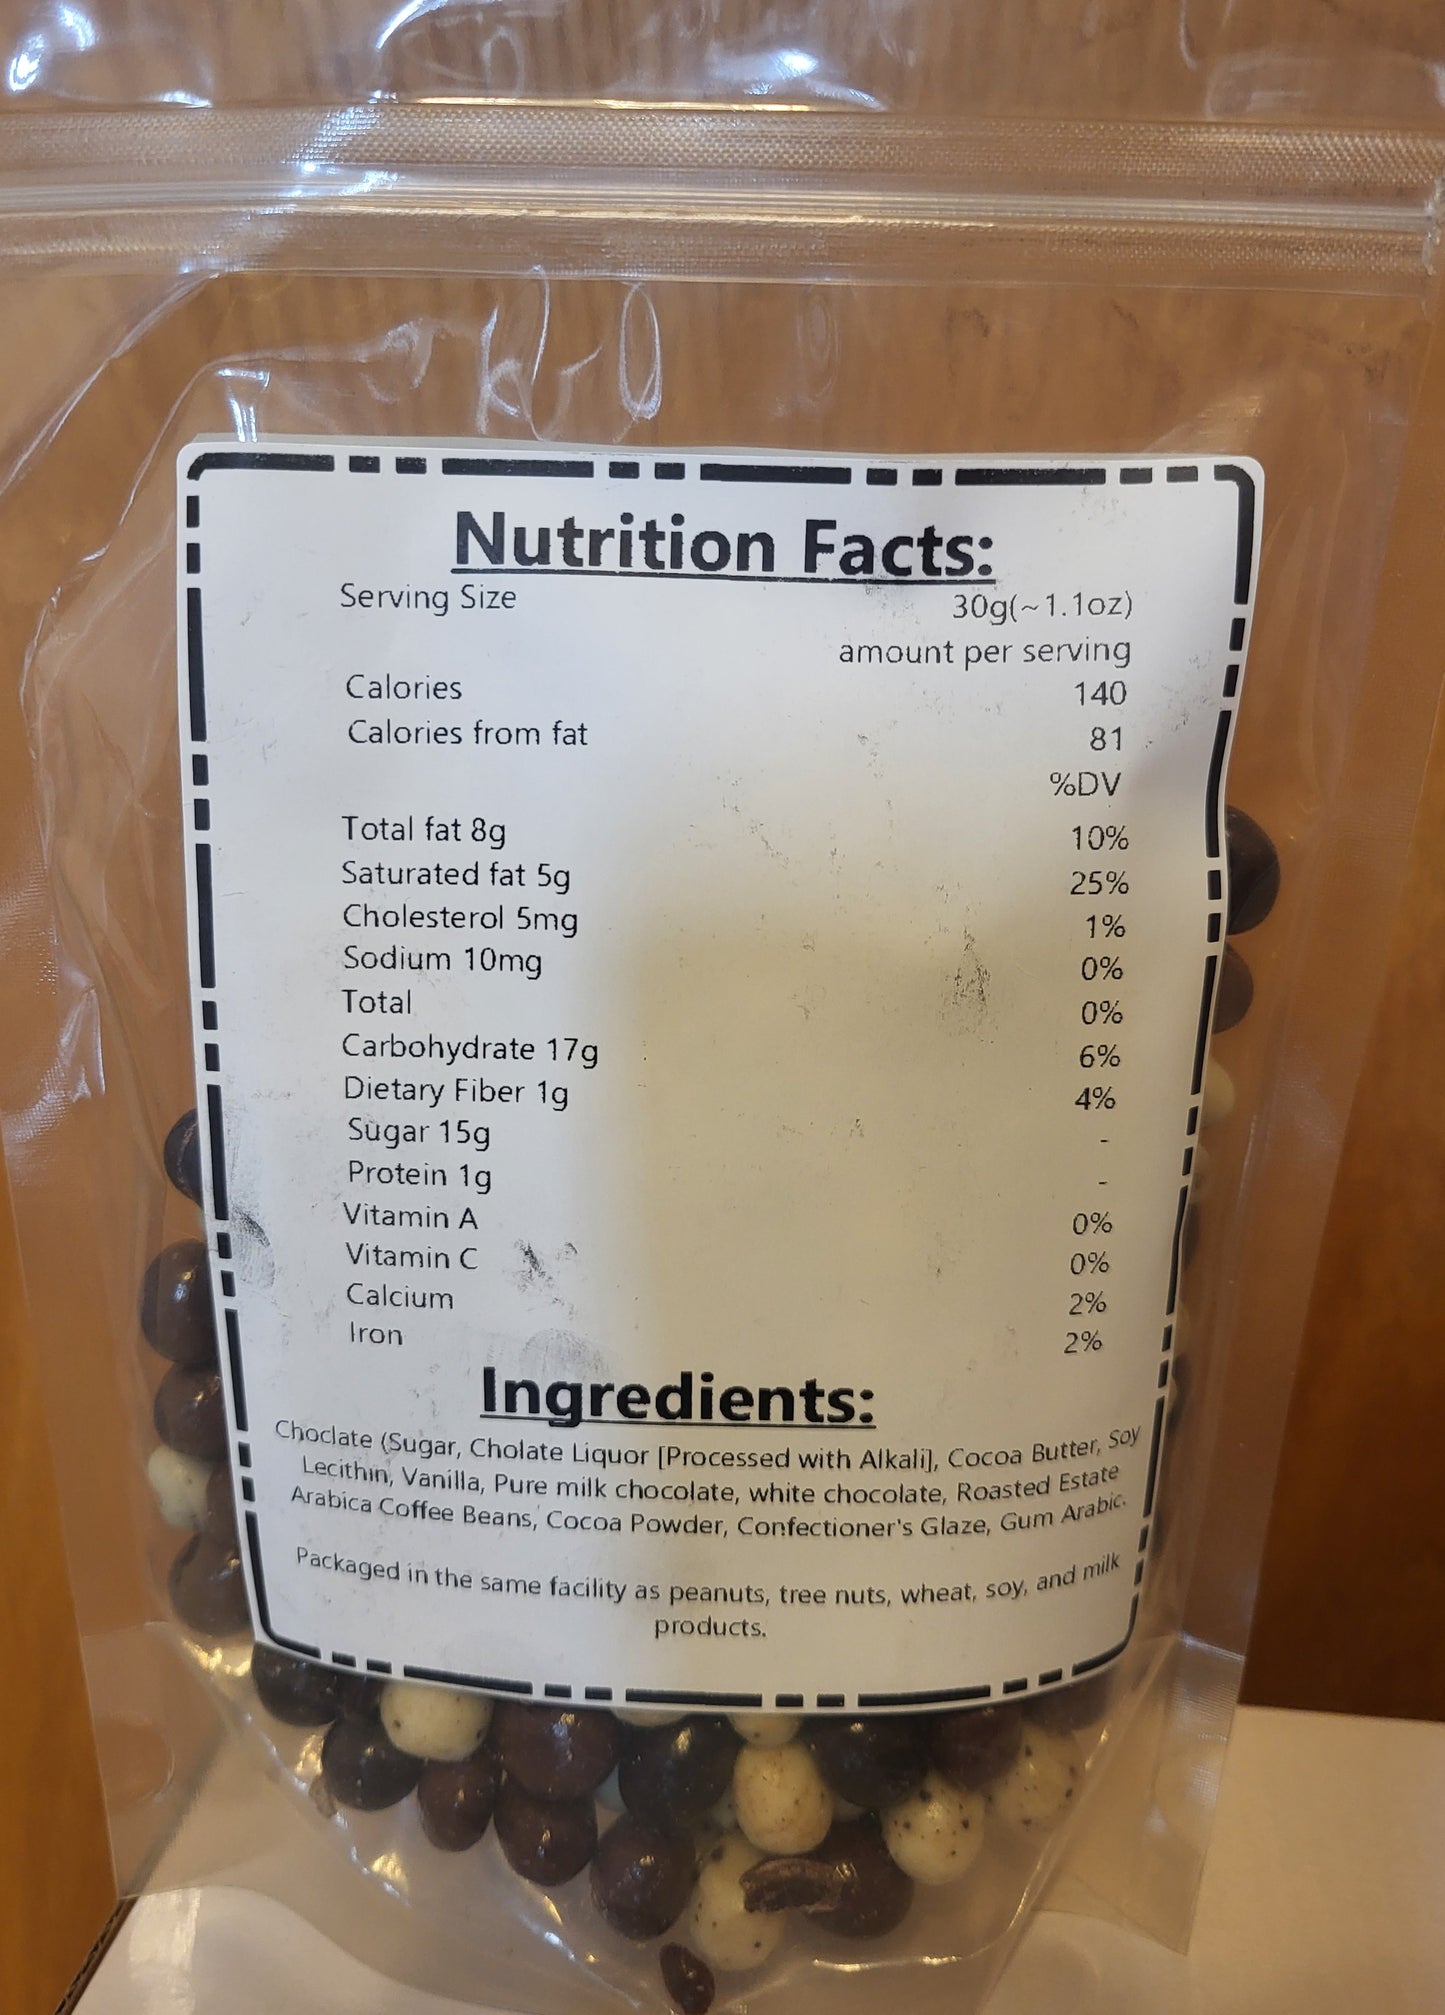 Nutrition Facts:
Serving Size 30g(~1.1oz)
amount per serving
Calories 140
Calories from fat 81
%DV
Total fat 8g 10%
Saturated fat 5g 25%
Cholesterol 5mg 1%
Sodium 10mg 0%
Total 0%
Carbohydrate 17g 6%
Dietary Fiber 1g 4%
Sugar 15g -
Protein 1g -
Vitamin A 0%
Vitamin C 0%
Calcium 2%
Iron 2%
Ingredients:
Choclate (Sugar, Cholate Liquor [Processed with Alkali], Cocoa Butter, Soy
Lecithin, Vanilla, Pure milk chocolate, white chocolate, Roasted Estate
Arabica Coffee Beans, Cocoa Powder, Confectioner's Glaze, Gum Arabic.
Packaged in the same facility as peanuts, tree nuts, wheat, soy, and milk
products.